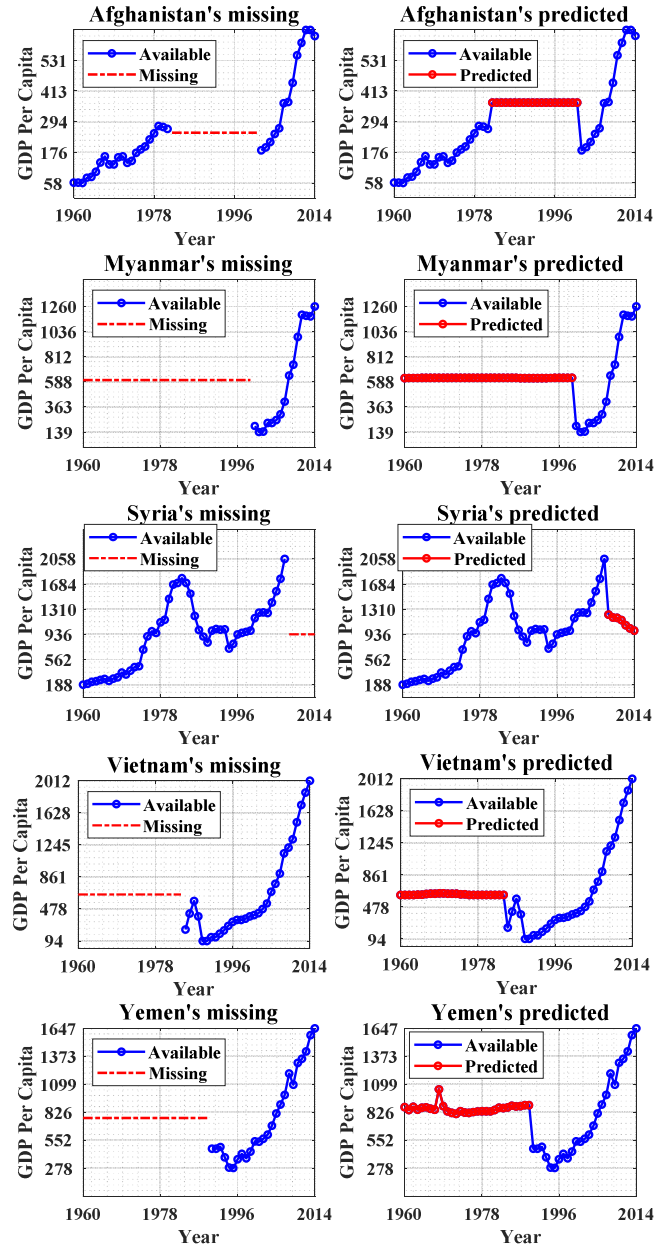 Afghanistan's missing
GDP Per Capita
531
413
294
176
58
Available
Missing
1960
1978
1996
2014
Year
Afghanistan's predicted
GDP Per Capita
531
413
294
176
58
Available
Predicted
1960
1978
1996
2014
Year
Myanmar's missing
GDP Per Capita
1260
1036
812
588
363
139
Available
Missing
1960
1978
1996
2014
Year
Myanmar's predicted
GDP Per Capita
1260
1036
812
588
363
139
Available
Predicted
1960
1978
1996
2014
Year
Syria's missing
GDP Per Capita
2058
1684
1310
936
562
188
Available
Missing
1960
1978
1996
2014
Year
Syria's predicted
GDP Per Capita
2058
1684
1310
936
562
188
Available
Predicted
1960
1978
1996
2014
Year
Vietnam's missing
GDP Per Capita
2012
1628
1245
861
478
94
Available
Missing
1960
1978
1996
2014
Year
Vietnam's predicted
GDP Per Capita
2012
1628
1245
861
478
94
Available
Predicted
1960
1978
1996
2014
Year
Yemen's missing
GDP Per Capita
1647
1373
1099
826
552
278
Available
Missing
1960
1978
1996
2014
Year
Yemen's predicted
GDP Per Capita
1647
1373
1099
826
552
278
Available
Predicted
1960
1978
1996
2014
Year